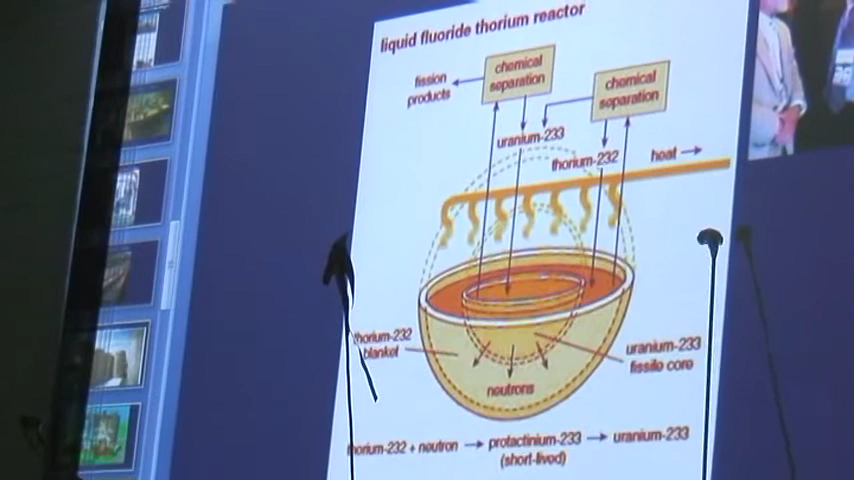 liquid fluoride thorium reactor
chemical
separation
fission
products
chemical
separation
uranium-233
thorium-232
heat
thorium-232
blanket
uranium-233
fissile core
neutrons
thorium-232 + neutron → protactinium-233 → uranium-233
(short-lived)